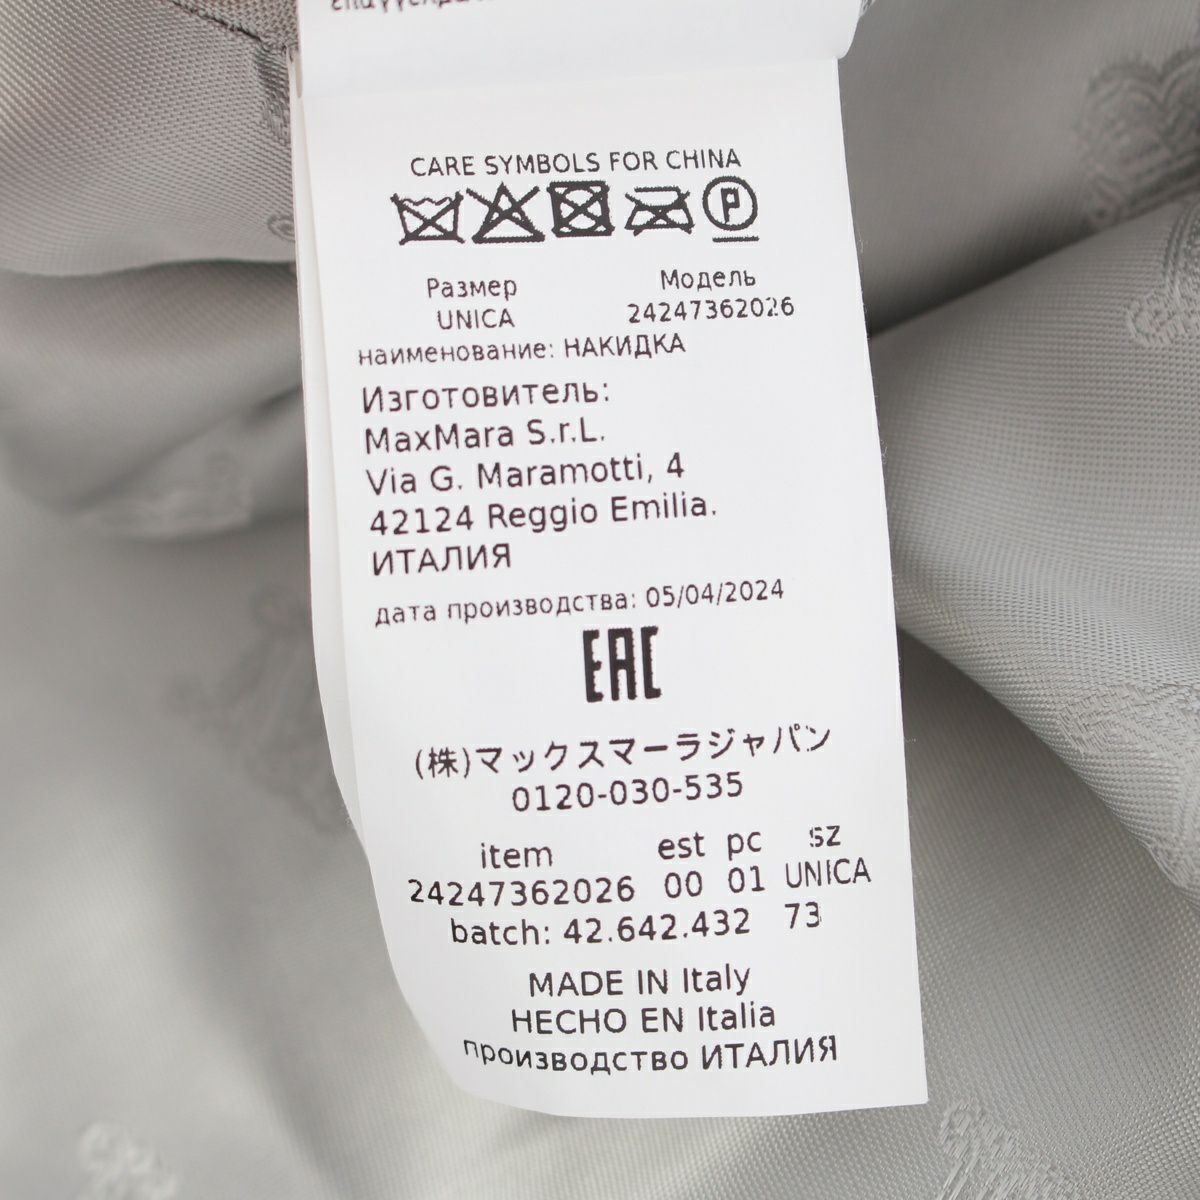 CARE SYMBOLS FOR CHINA
P
Размер Модель
UNICA 24247362026
наименование: НАКИДКА
Изготовитель:
MaxMara S.r.L.
Via G. Maramotti, 4
42124 Reggio Emilia.
ИТАЛИЯ
дата производства: 05/04/2024
EAC
(株)マックスマーラジャパン
0120-030-535
item est pc sz
24247362026 00 01 UNICA
batch: 42.642.432 73
MADE IN Italy
HECHO EN Italia
производство ИТАЛИЯ